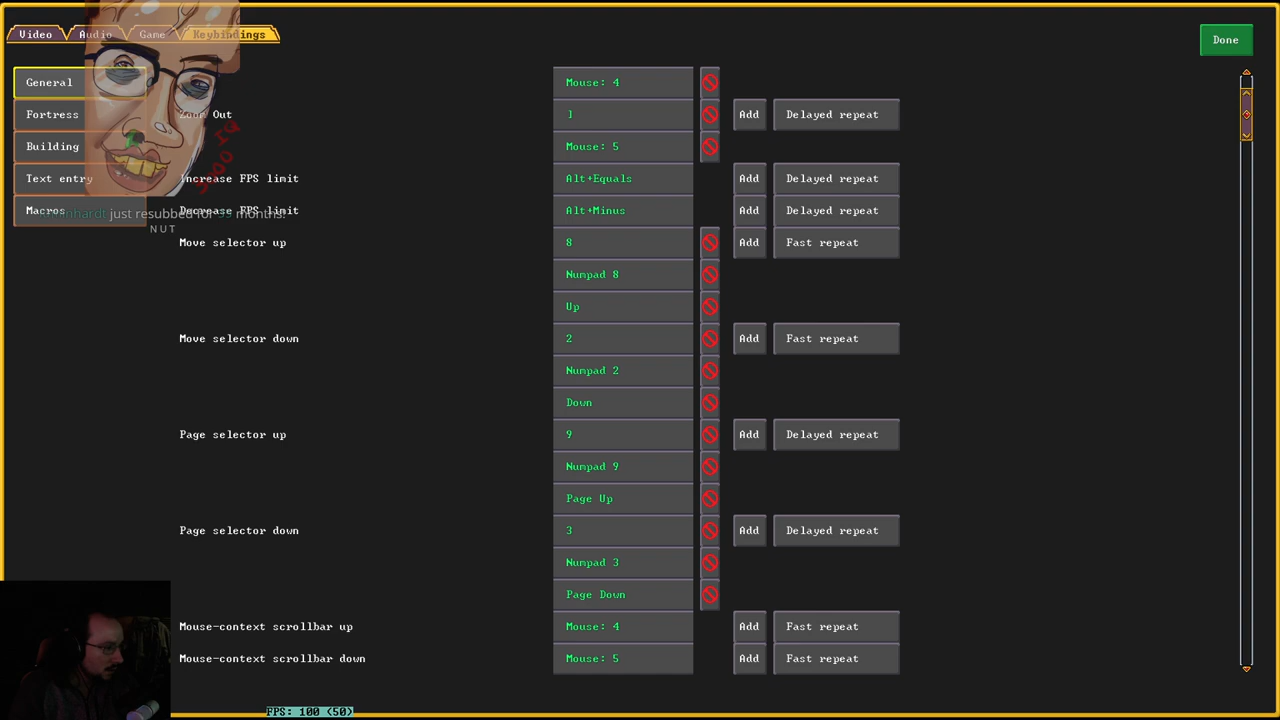 Video Audio Game Keybindings
Done
General Mouse: 4
Fortress Zoom Out ] Add Delayed repeat
Building Mouse: 5
Text entry Increase FPS limit Alt+Equals Add Delayed repeat
Macros Decrease FPS limit Alt+Minus Add Delayed repeat
just resubbed for months!
NUT
Move selector up 8 Add Fast repeat
Numpad 8
Up
Move selector down 2 Add Fast repeat
Numpad 2
Down
Page selector up 9 Add Delayed repeat
Numpad 9
Page Up
Page selector down 3 Add Delayed repeat
Numpad 3
Page Down
Mouse-context scrollbar up Mouse: 4 Add Fast repeat
Mouse-context scrollbar down Mouse: 5 Add Fast repeat
FPS: 100 (50)